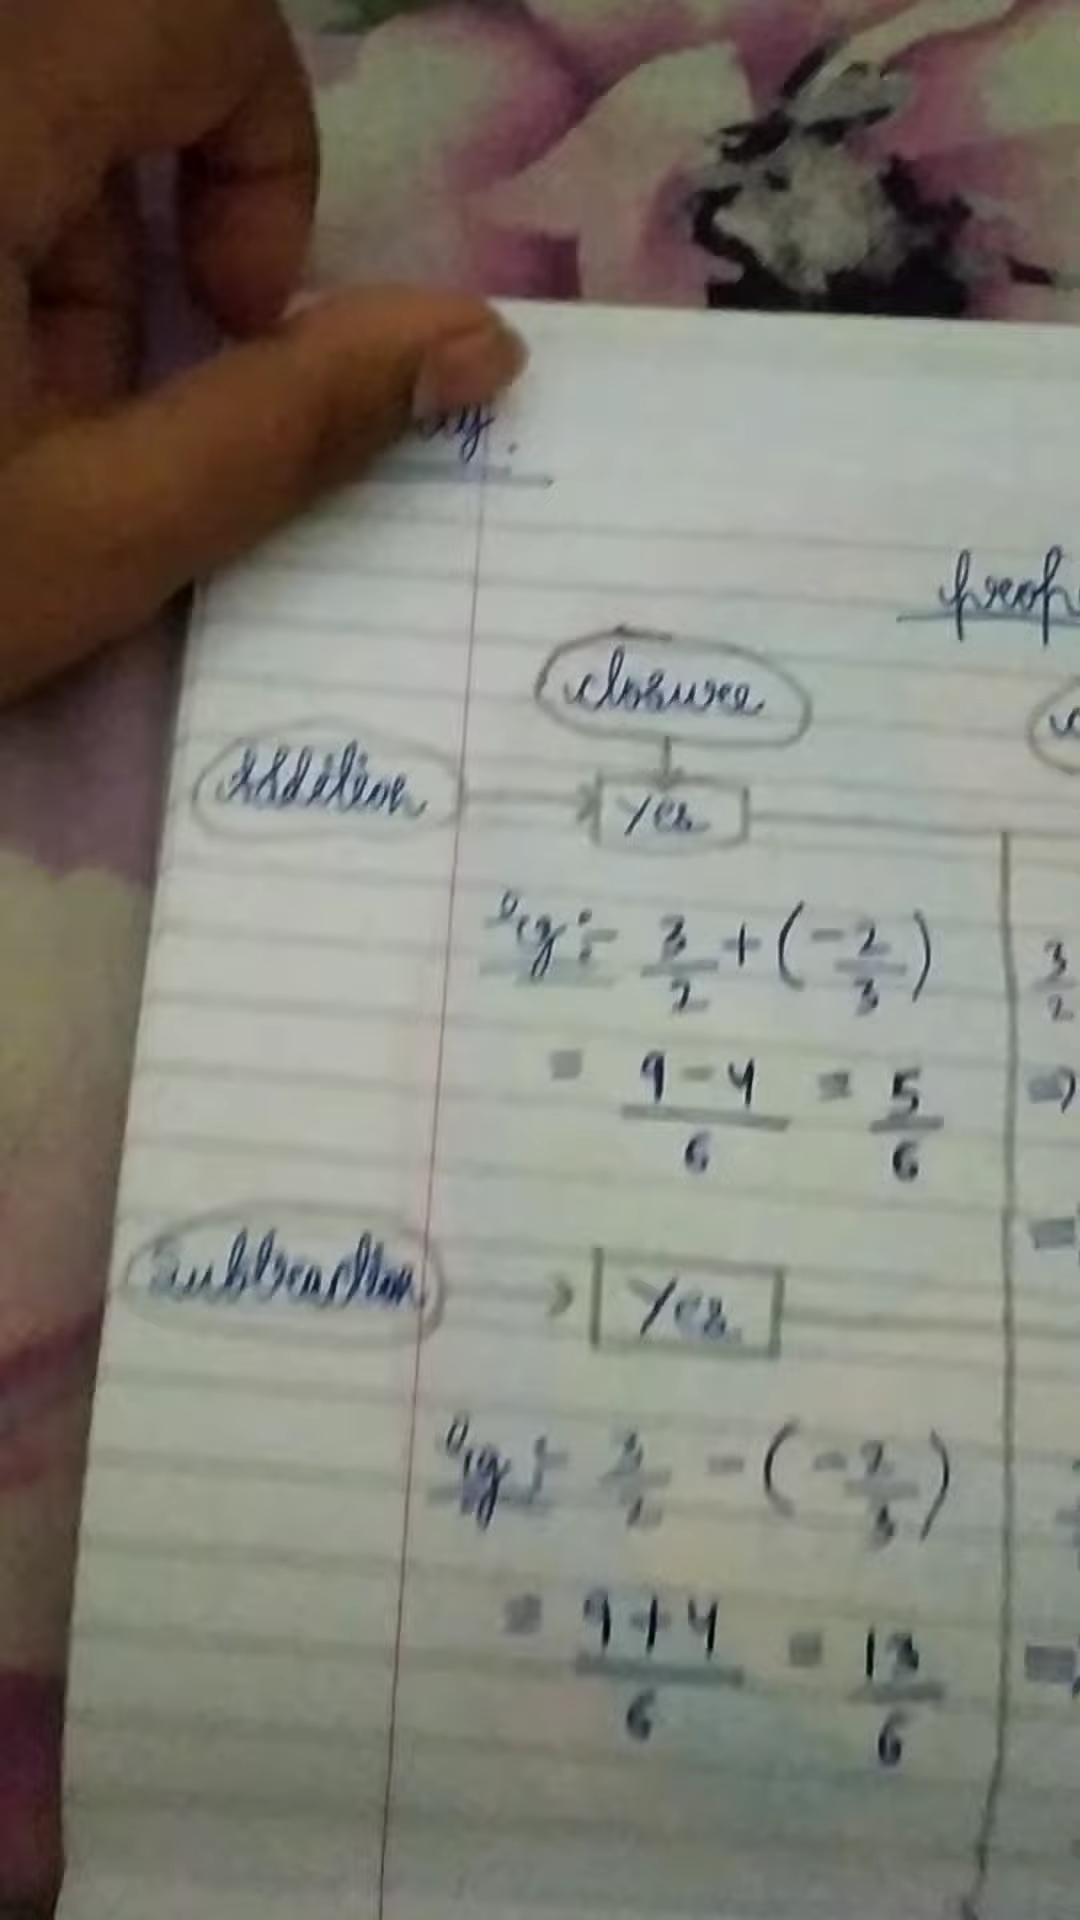 closure
Addition
Yes
eg:- 3/2 + (-2/3)
= 9-4/6 = 5/6
Subtraction
Yes
eg:- 3/2 - (-2/3)
= 9+4/6 = 13/6